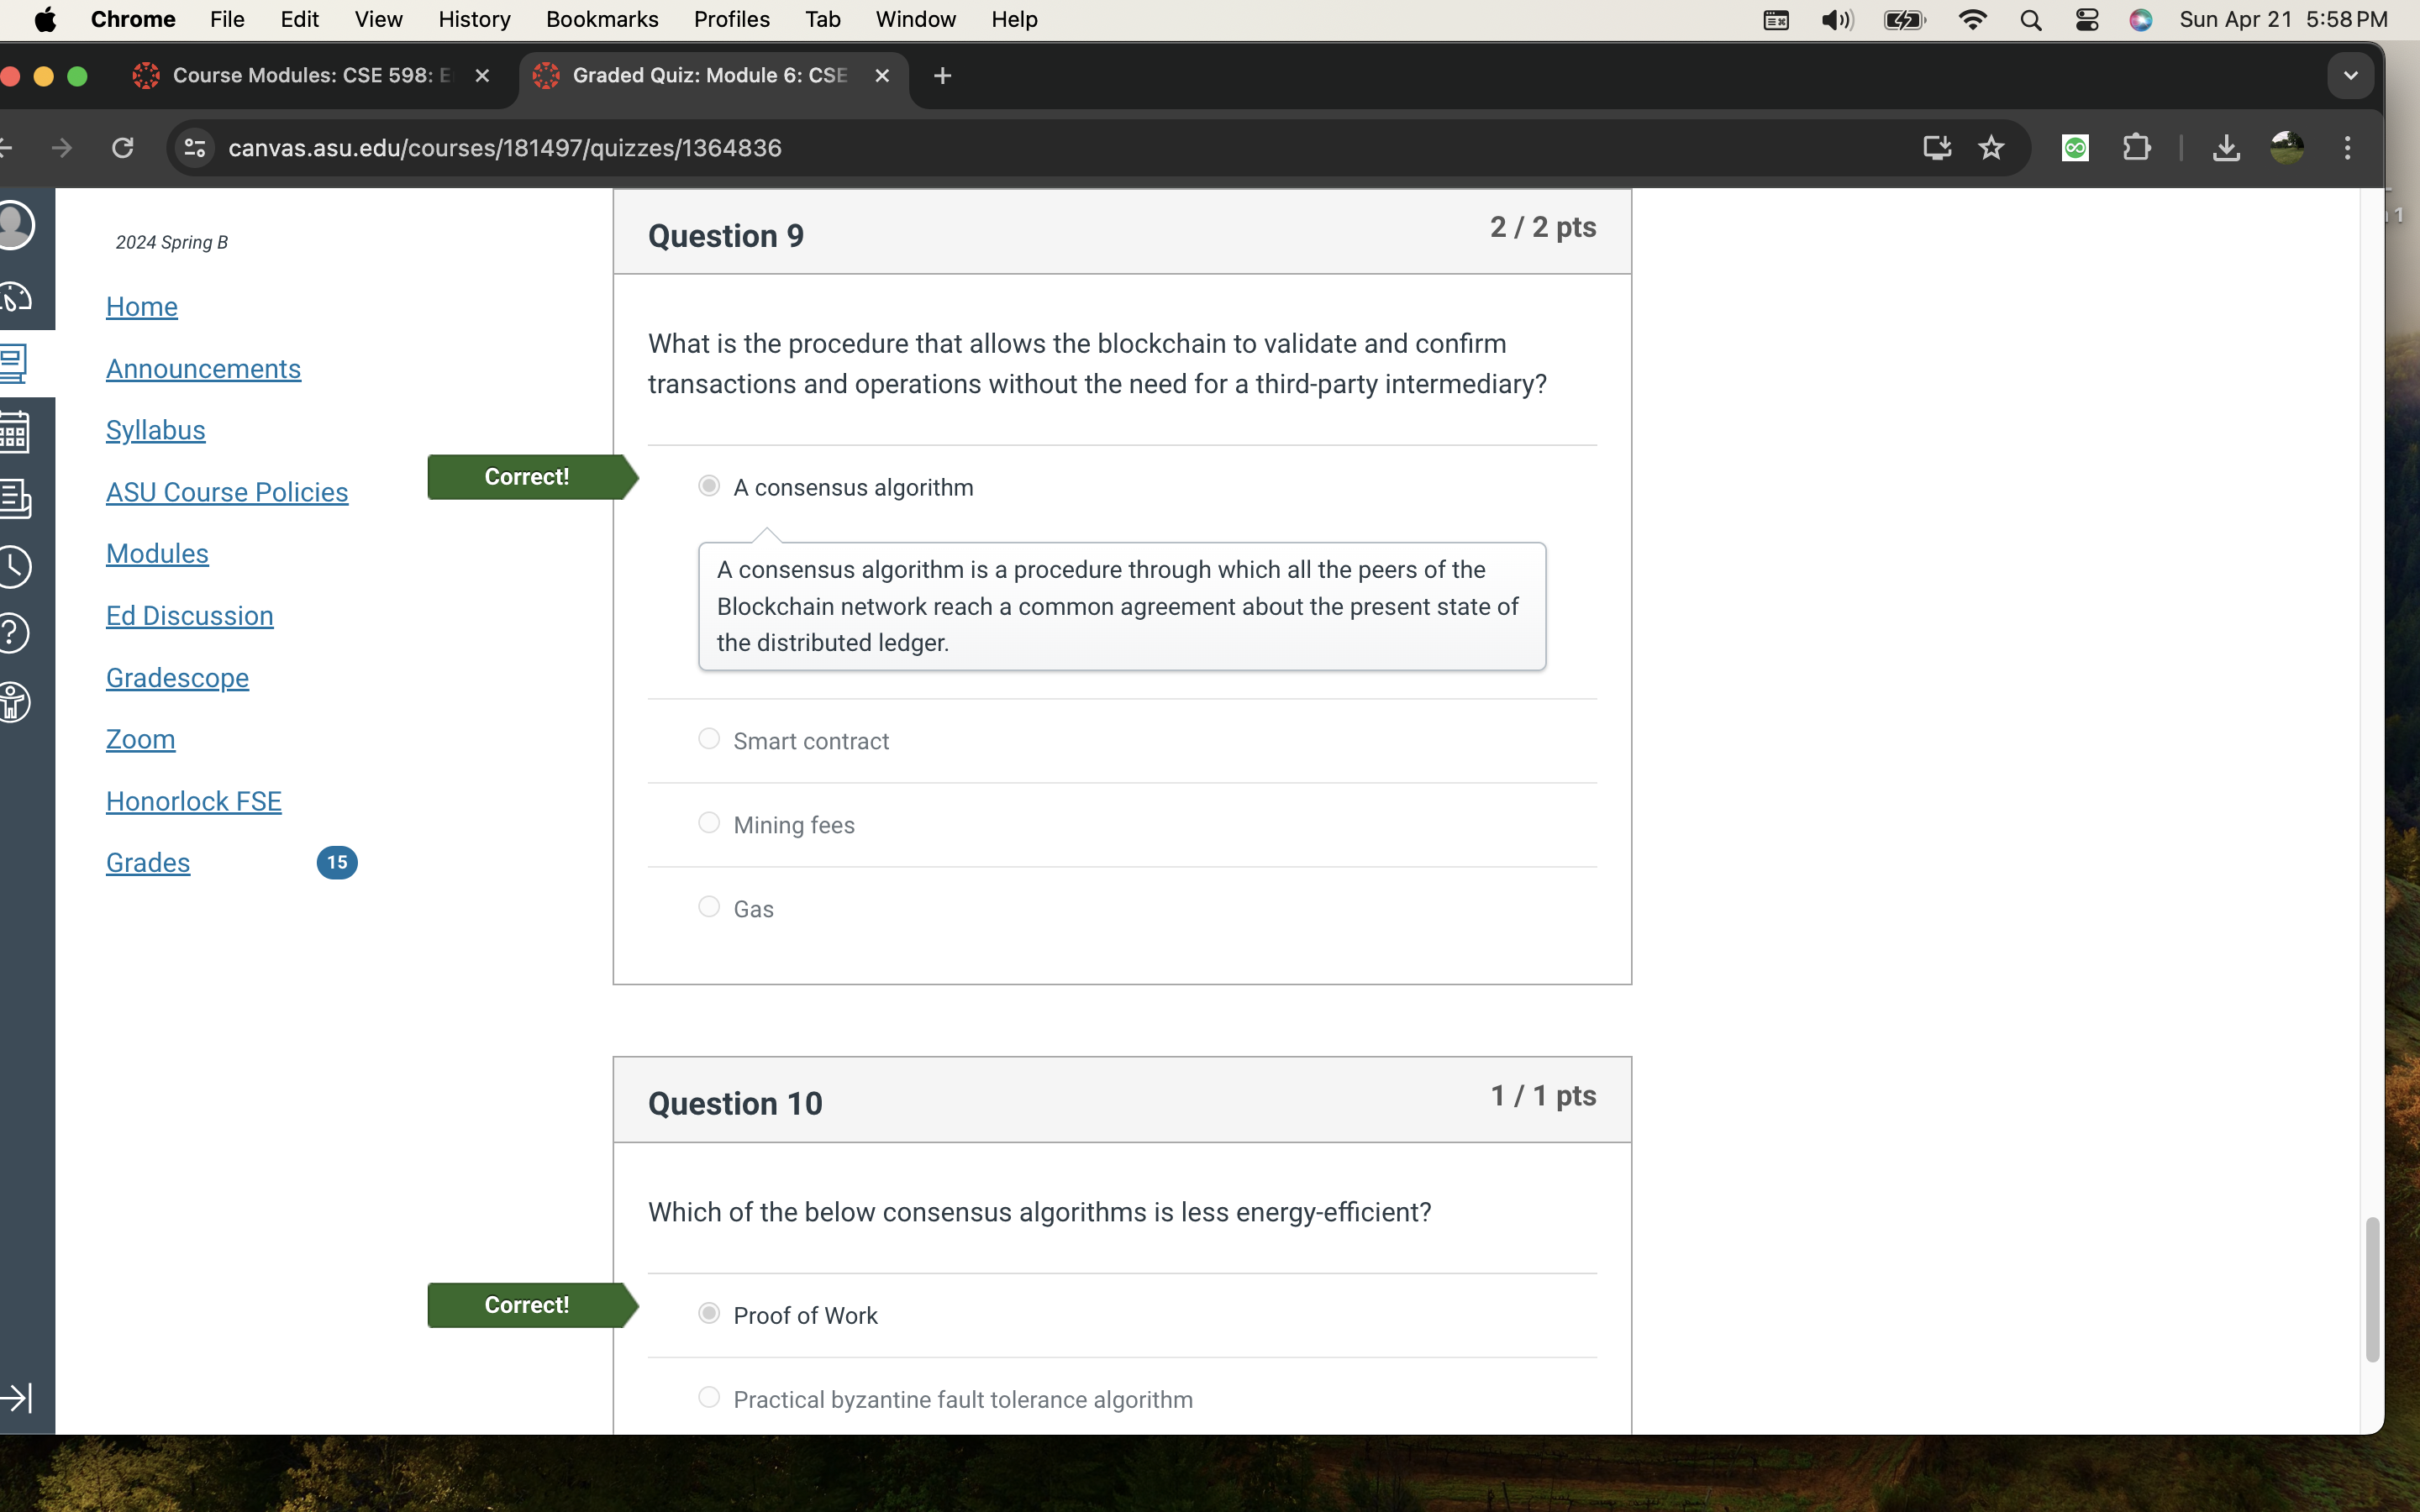 Chrome File Edit View History Bookmarks Profiles Tab Window Help Sun Apr 21 5:58 PM
Course Modules: CSE 598: E Graded Quiz: Module 6: CSE
canvas.asu.edu/courses/181497/quizzes/1364836
2024 Spring B
Home
Announcements
Syllabus
ASU Course Policies
Modules
Ed Discussion
Gradescope
Zoom
Honorlock FSE
Grades 15
Question 9 2 / 2 pts
What is the procedure that allows the blockchain to validate and confirm
transactions and operations without the need for a third-party intermediary?
Correct!
A consensus algorithm
A consensus algorithm is a procedure through which all the peers of the
Blockchain network reach a common agreement about the present state of
the distributed ledger.
Smart contract
Mining fees
Gas
Question 10 1 / 1 pts
Which of the below consensus algorithms is less energy-efficient?
Correct!
Proof of Work
Practical byzantine fault tolerance algorithm